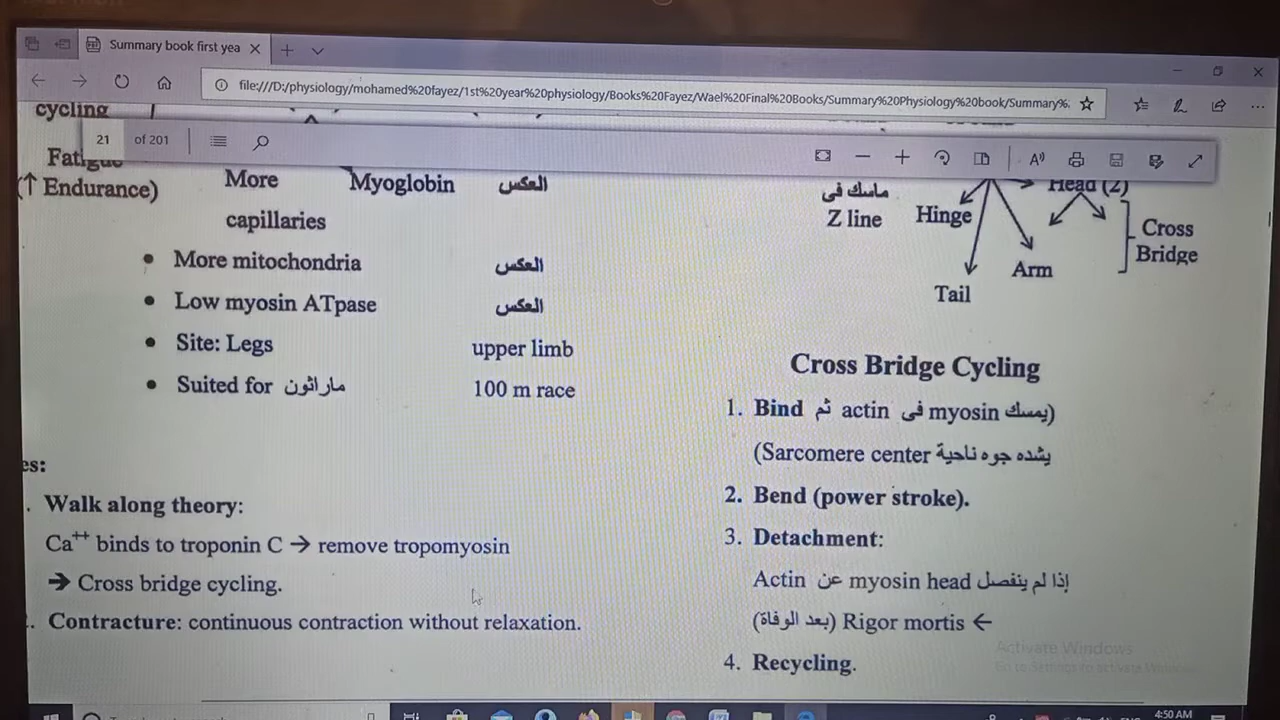 Summary book first yea
file:///D:/physiology/mohamed%20fayez/1st%20year%20physiology/Books%20Fayez/Wael%20Final%20Books/Summary%20Physiology%20book/Summary%
21 of 201
cycling
Fatigue
(↑ Endurance)
More Myoglobin العكس
capillaries
• More mitochondria العكس
• Low myosin ATpase العكس
• Site: Legs upper limb
• Suited for ماراثون 100 m race
es:
. Walk along theory:
Ca++ binds to troponin C → remove tropomyosin
→ Cross bridge cycling.
. Contracture: continuous contraction without relaxation.
ماسك فى
Z line
Hinge
Tail
Arm
Head (2)
Cross
Bridge
Cross Bridge Cycling
1. Bind (يمسك myosin فى actin ثم
يشده جوه ناحية Sarcomere center)
2. Bend (power stroke).
3. Detachment:
إذا لم ينفصل myosin head عن Actin
← Rigor mortis (بعد الوفاة)
4. Recycling.
Activate Windows
4:50 AM